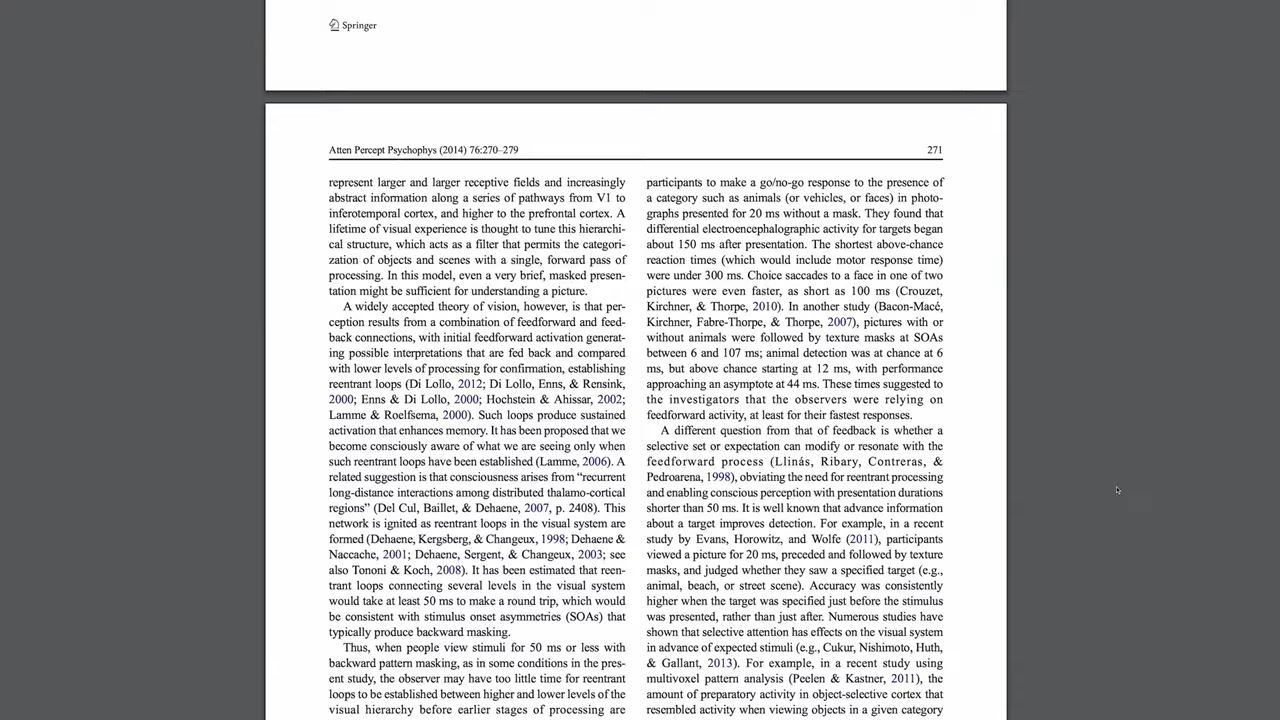 Springer
Atten Percept Psychophys (2014) 76:270–279
271
represent larger and larger receptive fields and increasingly
abstract information along a series of pathways from V1 to
inferotemporal cortex, and higher to the prefrontal cortex. A
lifetime of visual experience is thought to tune this hierarchi-
cal structure, which acts as a filter that permits the categori-
zation of objects and scenes with a single, forward pass of
processing. In this model, even a very brief, masked presen-
tation might be sufficient for understanding a picture.
A widely accepted theory of vision, however, is that per-
ception results from a combination of feedforward and feed-
back connections, with initial feedforward activation generat-
ing possible interpretations that are fed back and compared
with lower levels of processing for confirmation, establishing
reentrant loops (Di Lollo, 2012; Di Lollo, Enns, & Rensink,
2000; Enns & Di Lollo, 2000; Hochstein & Ahissar, 2002;
Lamme & Roelfsema, 2000). Such loops produce sustained
activation that enhances memory. It has been proposed that we
become consciously aware of what we are seeing only when
such reentrant loops have been established (Lamme, 2006). A
related suggestion is that consciousness arises from “recurrent
long-distance interactions among distributed thalamo-cortical
regions” (Del Cul, Baillet, & Dehaene, 2007, p. 2408). This
network is ignited as reentrant loops in the visual system are
formed (Dehaene, Kergsberg, & Changeux, 1998; Dehaene &
Naccache, 2001; Dehaene, Sergent, & Changeux, 2003; see
also Tononi & Koch, 2008). It has been estimated that reen-
trant loops connecting several levels in the visual system
would take at least 50 ms to make a round trip, which would
be consistent with stimulus onset asymmetries (SOAs) that
typically produce backward masking.
Thus, when people view stimuli for 50 ms or less with
backward pattern masking, as in some conditions in the pres-
ent study, the observer may have too little time for reentrant
loops to be established between higher and lower levels of the
visual hierarchy before earlier stages of processing are
participants to make a go/no-go response to the presence of
a category such as animals (or vehicles, or faces) in photo-
graphs presented for 20 ms without a mask. They found that
differential electroencephalographic activity for targets began
about 150 ms after presentation. The shortest above-chance
reaction times (which would include motor response time)
were under 300 ms. Choice saccades to a face in one of two
pictures were even faster, as short as 100 ms (Crouzet,
Kirchner, & Thorpe, 2010). In another study (Bacon-Macé,
Kirchner, Fabre-Thorpe, & Thorpe, 2007), pictures with or
without animals were followed by texture masks at SOAs
between 6 and 107 ms; animal detection was at chance at 6
ms, but above chance starting at 12 ms, with performance
approaching an asymptote at 44 ms. These times suggested to
the investigators that the observers were relying on
feedforward activity, at least for their fastest responses.
A different question from that of feedback is whether a
selective set or expectation can modify or resonate with the
feedforward process (Llinás, Ribary, Contreras, &
Pedroarena, 1998), obviating the need for reentrant processing
and enabling conscious perception with presentation durations
shorter than 50 ms. It is well known that advance information
about a target improves detection. For example, in a recent
study by Evans, Horowitz, and Wolfe (2011), participants
viewed a picture for 20 ms, preceded and followed by texture
masks, and judged whether they saw a specified target (e.g.,
animal, beach, or street scene). Accuracy was consistently
higher when the target was specified just before the stimulus
was presented, rather than just after. Numerous studies have
shown that selective attention has effects on the visual system
in advance of expected stimuli (e.g., Cukur, Nishimoto, Huth,
& Gallant, 2013). For example, in a recent study using
multivoxel pattern analysis (Peelen & Kastner, 2011), the
amount of preparatory activity in object-selective cortex that
resembled activity when viewing objects in a given category